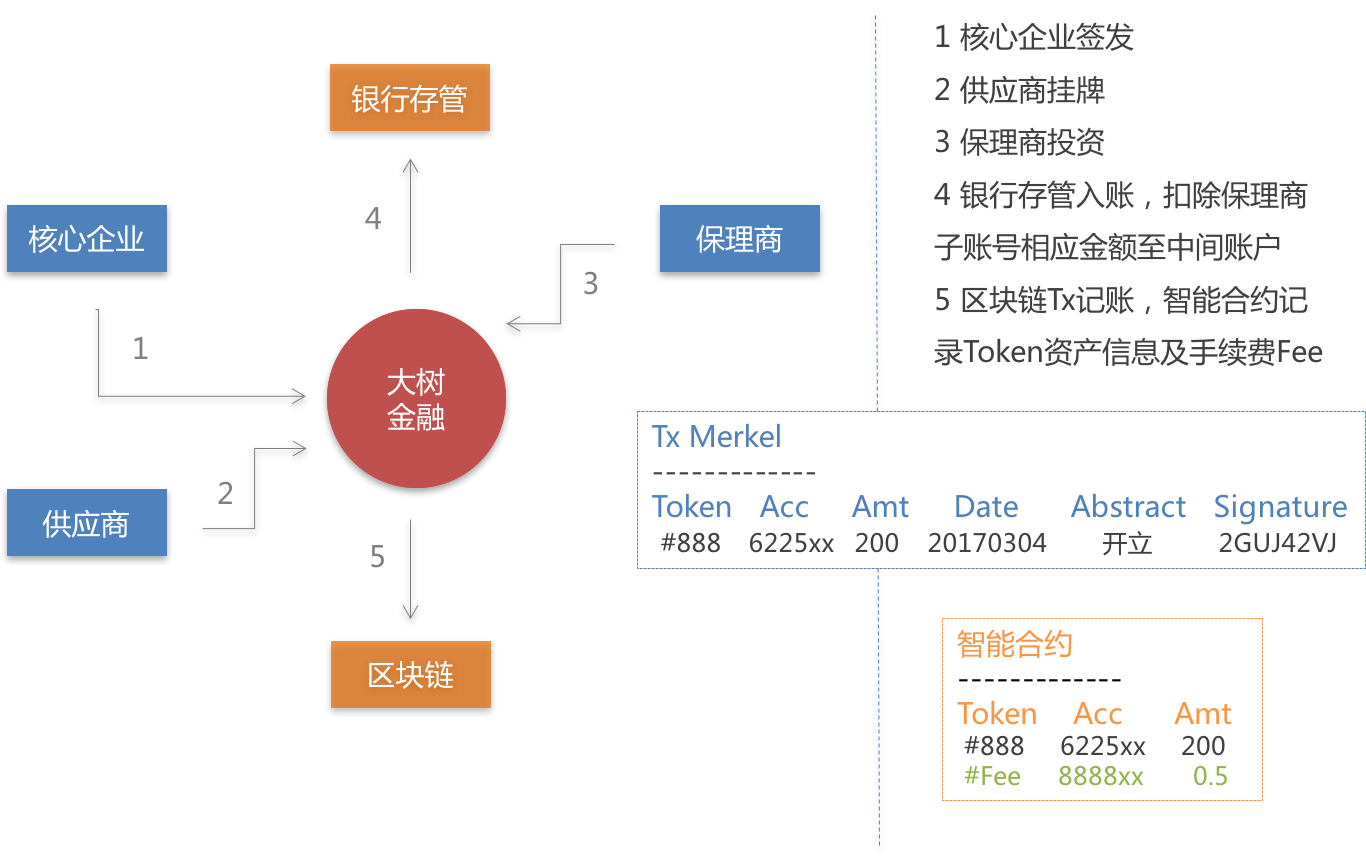 银行存管
核心企业
保理商
4
3
1
大树
金融
2
供应商
5
区块链
1 核心企业签发
2 供应商挂牌
3 保理商投资
4 银行存管入账，扣除保理商
子账号相应金额至中间账户
5 区块链Tx记账，智能合约记
录Token资产信息及手续费Fee
Tx Merkel
-------------
Token Acc Amt Date Abstract Signature
#888 6225xx 200 20170304 开立 2GUJ42VJ
智能合约
-------------
Token Acc Amt
#888 6225xx 200
#Fee 8888xx 0.5